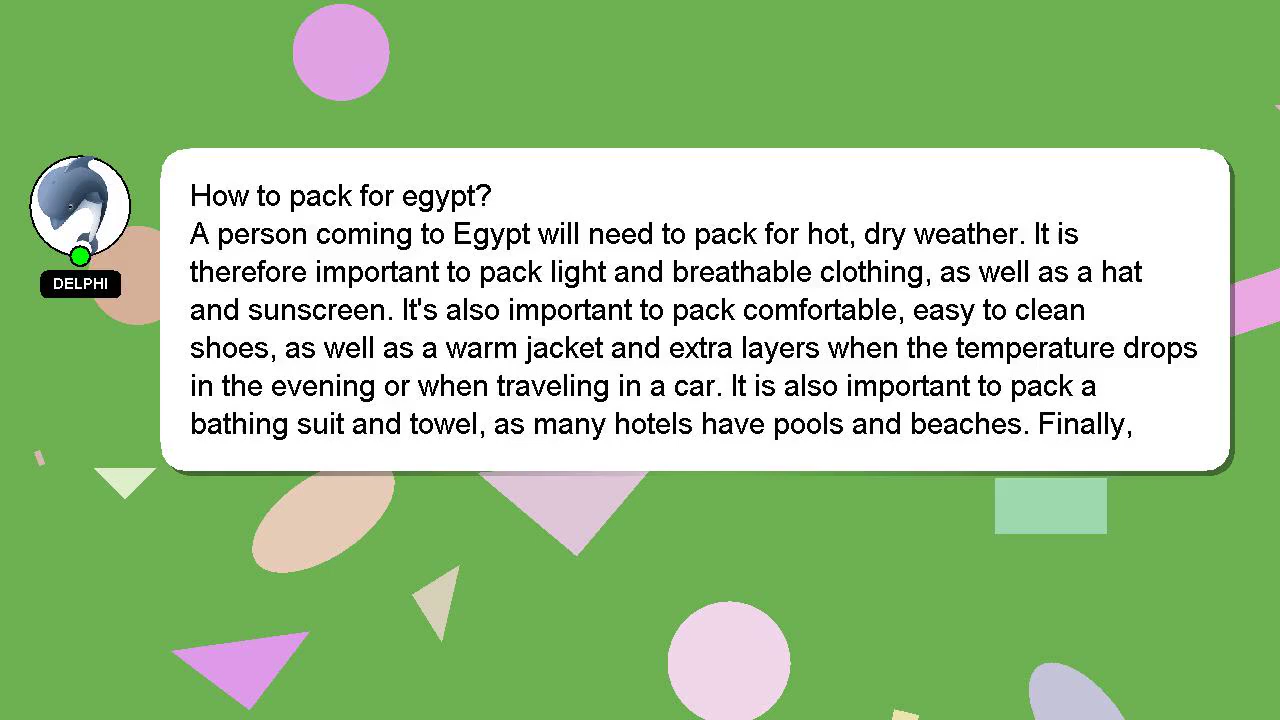 How to pack for egypt?
A person coming to Egypt will need to pack for hot, dry weather. It is
therefore important to pack light and breathable clothing, as well as a hat
and sunscreen. It's also important to pack comfortable, easy to clean
shoes, as well as a warm jacket and extra layers when the temperature drops
in the evening or when traveling in a car. It is also important to pack a
bathing suit and towel, as many hotels have pools and beaches. Finally,
DELPHI